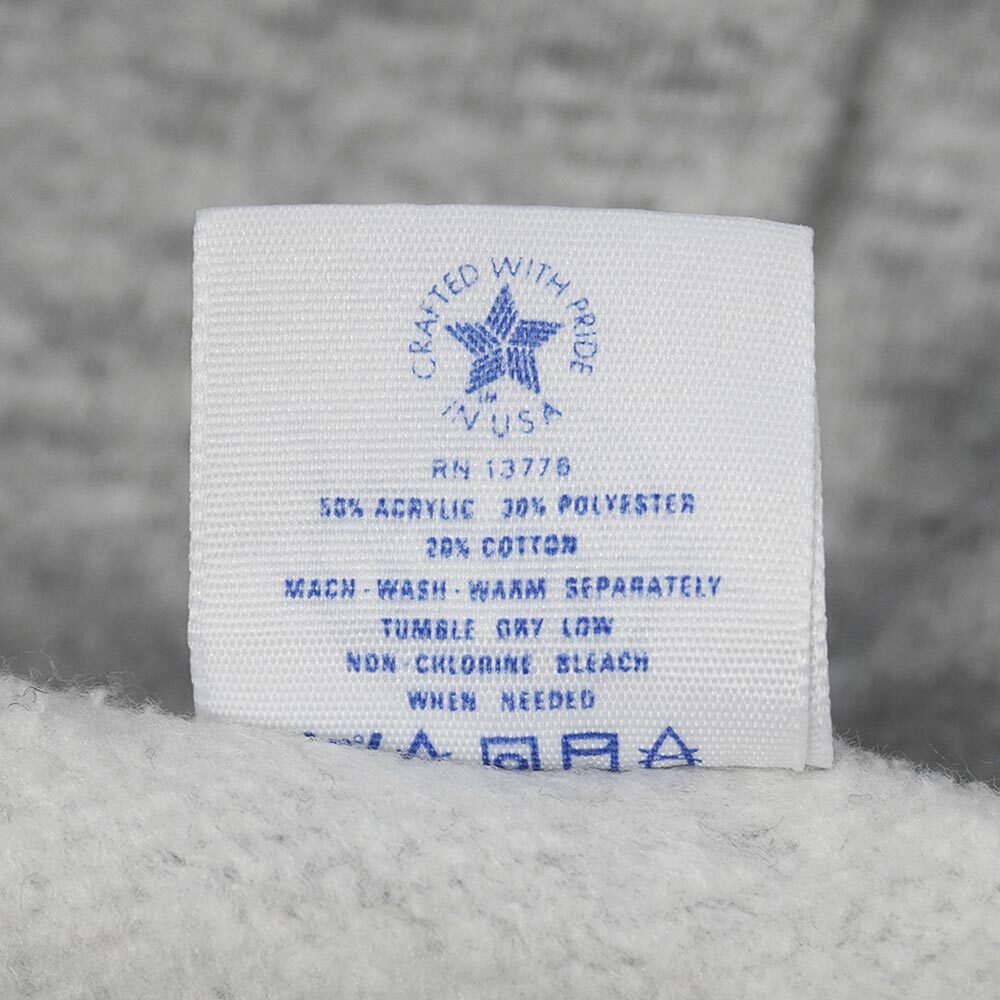 CRAFTED WITH PRIDE
IN USA
RN 13776
50% ACRYLIC 30% POLYESTER
20% COTTON
MACH-WASH-WARM SEPARATELY
TUMBLE DRY LOW
NON-CHLORINE BLEACH
WHEN NEEDED